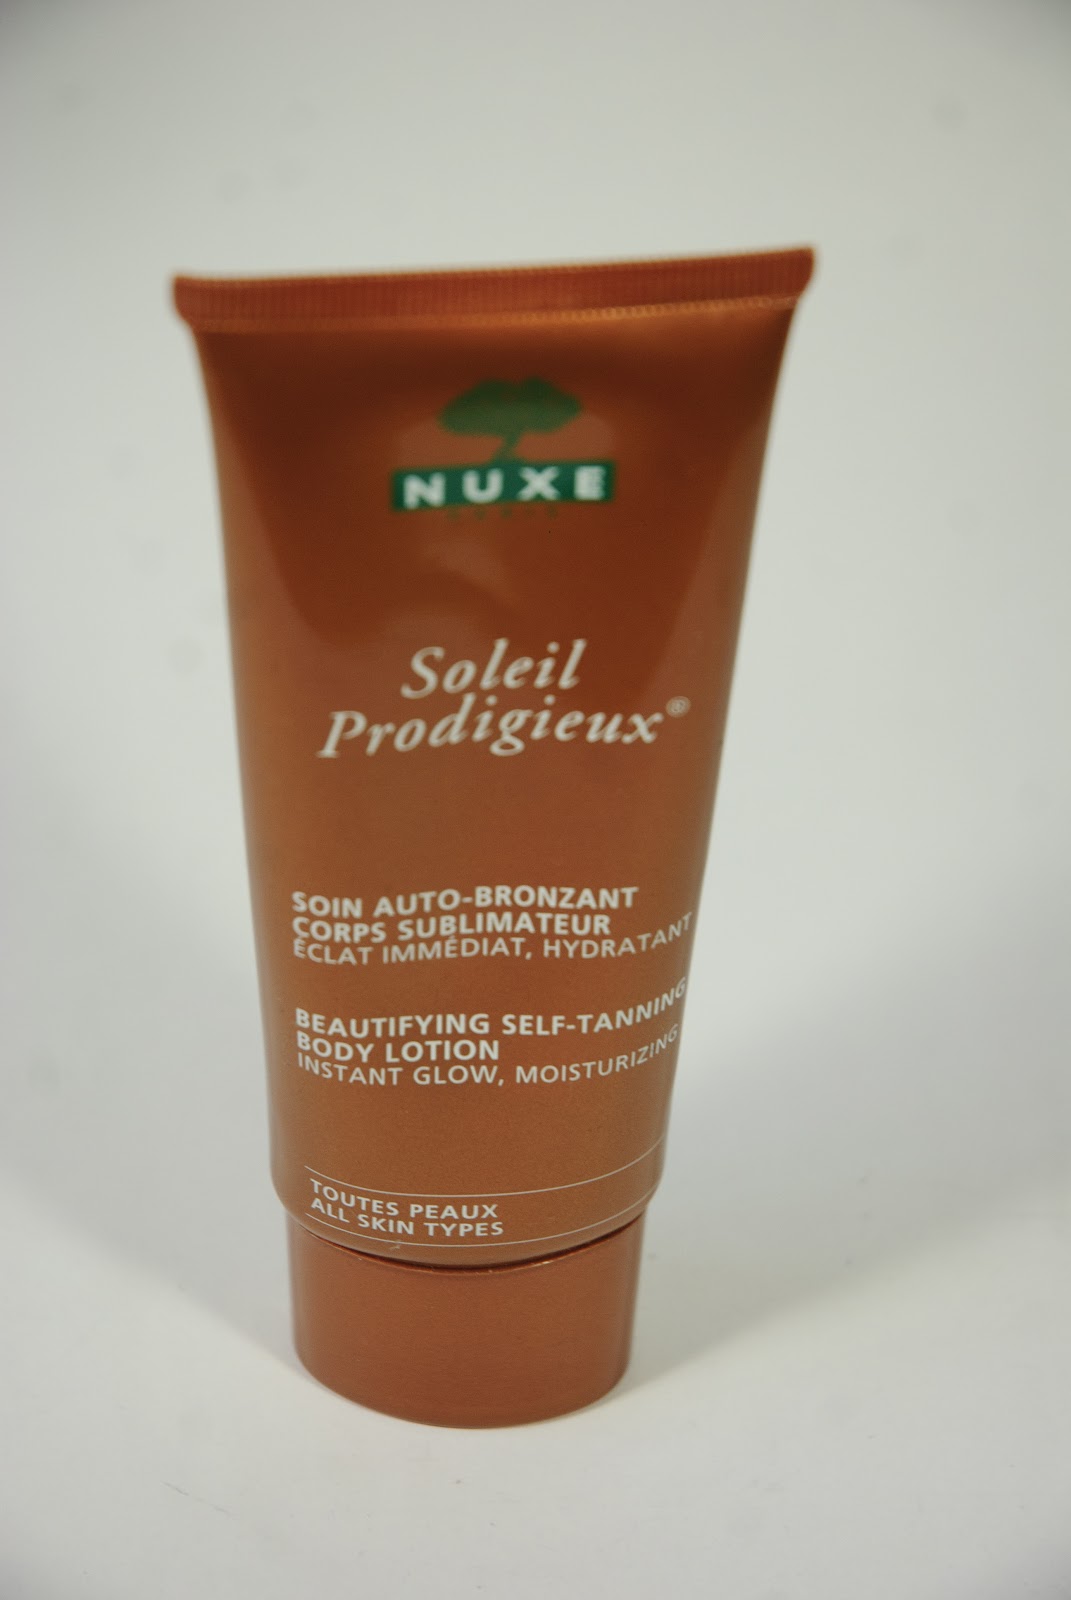 NUXE
PARIS
Soleil
Prodigieux®
SOIN AUTO-BRONZANT
CORPS SUBLIMATEUR
ÉCLAT IMMÉDIAT, HYDRATANT
BEAUTIFYING SELF-TANNING
BODY LOTION
INSTANT GLOW, MOISTURIZING
TOUTES PEAUX
ALL SKIN TYPES